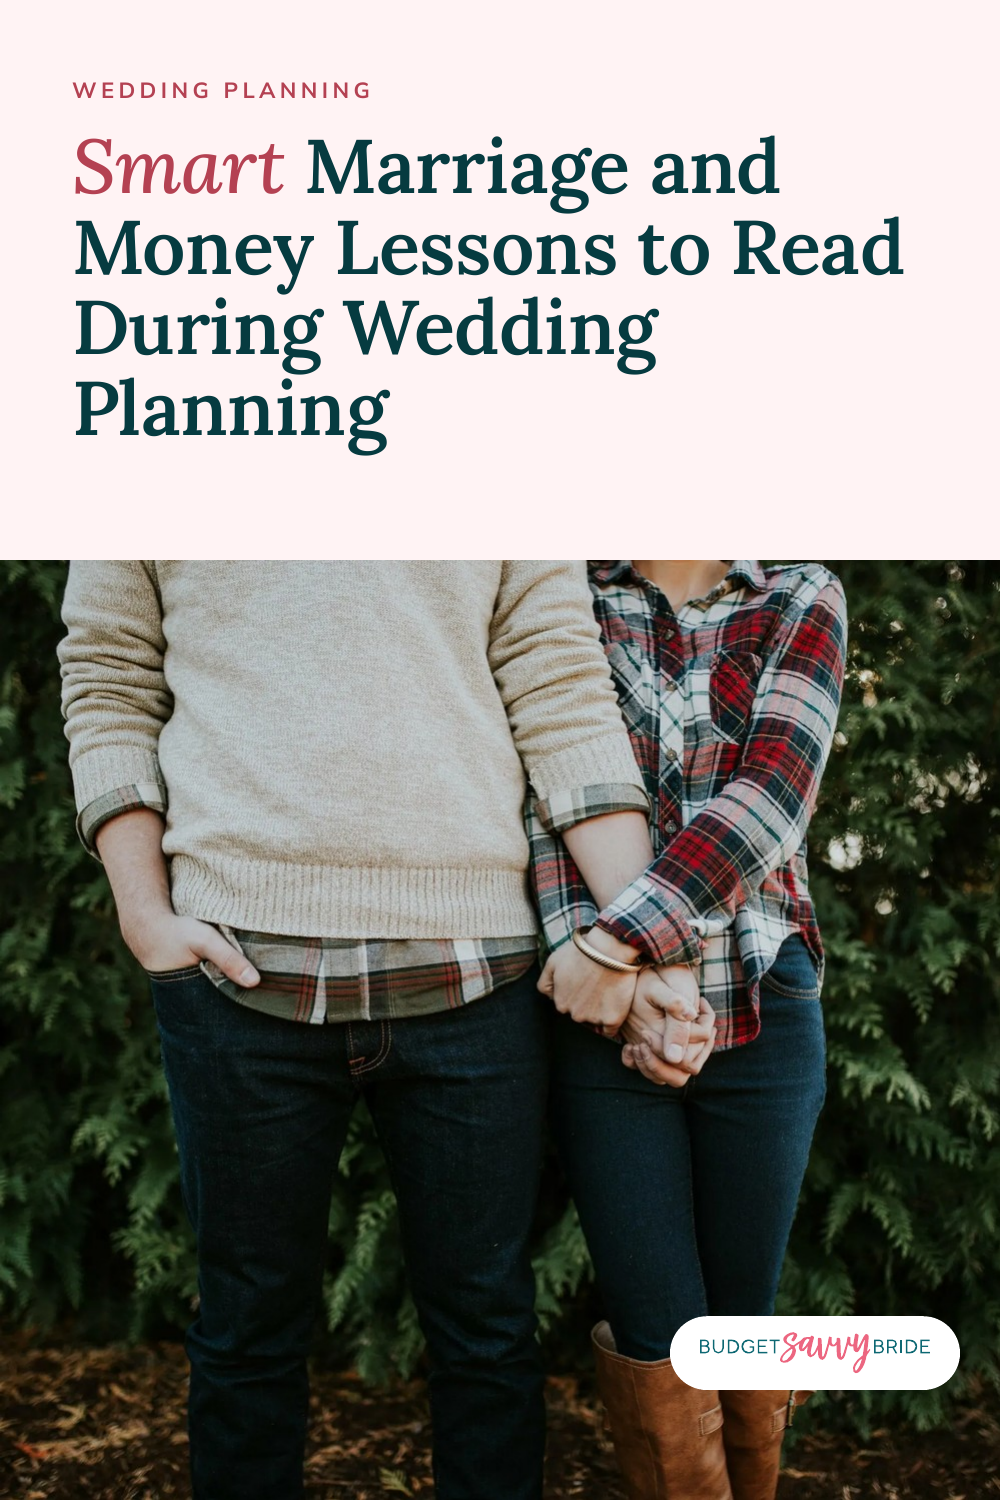 WEDDING PLANNING
Smart Marriage and
Money Lessons to Read
During Wedding
Planning
BUDGET savvy BRIDE